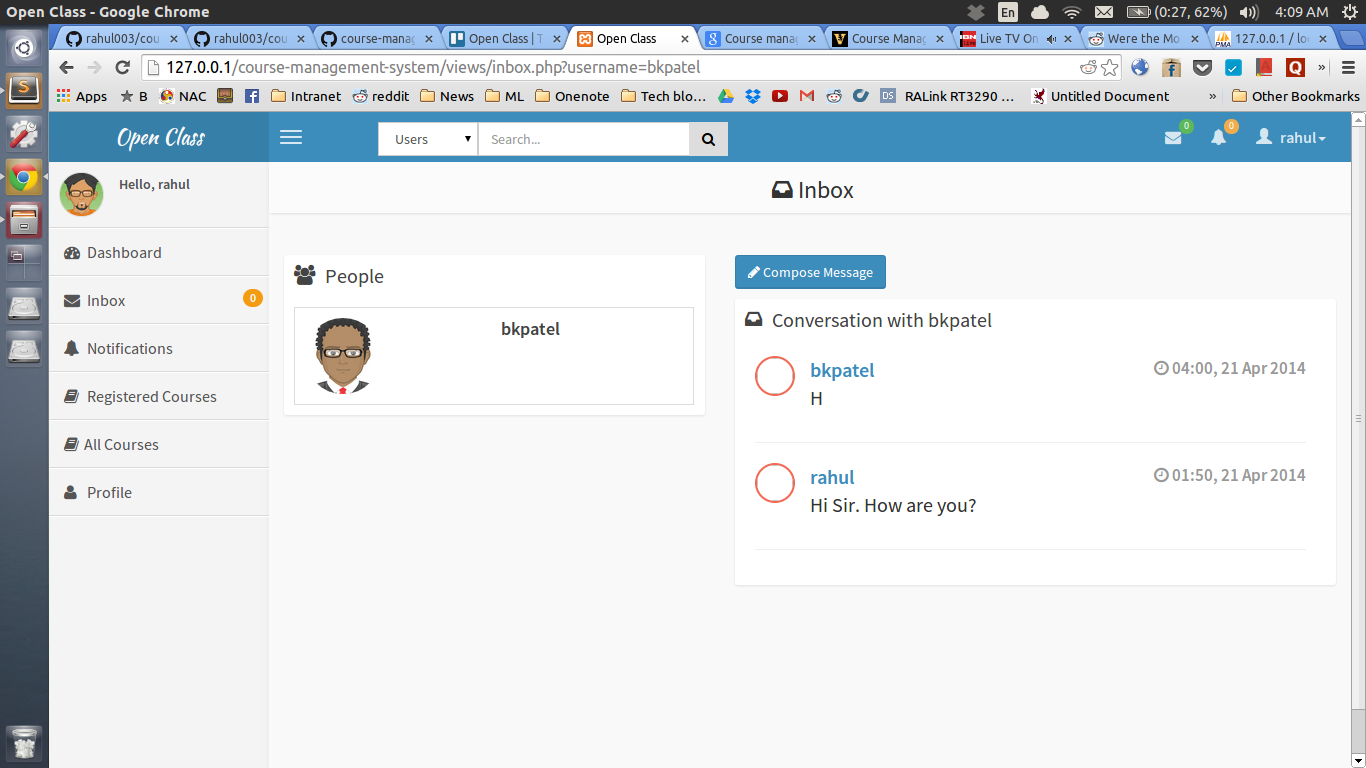 Open Class - Google Chrome
En
(0:27, 62%)
4:09 AM
rahul003/cou
rahul003/cou
course-manag
Open Class | T
Open Class
Course manag
Course Manag
Live TV On
Were the Mo
127.0.0.1 / lo
127.0.0.1/course-management-system/views/inbox.php?username=bkpatel
Apps
B
NAC
Intranet
reddit
News
ML
Onenote
Tech blo...
RALink RT3290 ...
Untitled Document
»
Other Bookmarks
Open Class
Users
Search...
0
0
rahul
Hello, rahul
Dashboard
Inbox
0
Notifications
Registered Courses
All Courses
Profile
Inbox
People
bkpatel
Compose Message
Conversation with bkpatel
bkpatel
04:00, 21 Apr 2014
H
rahul
01:50, 21 Apr 2014
Hi Sir. How are you?